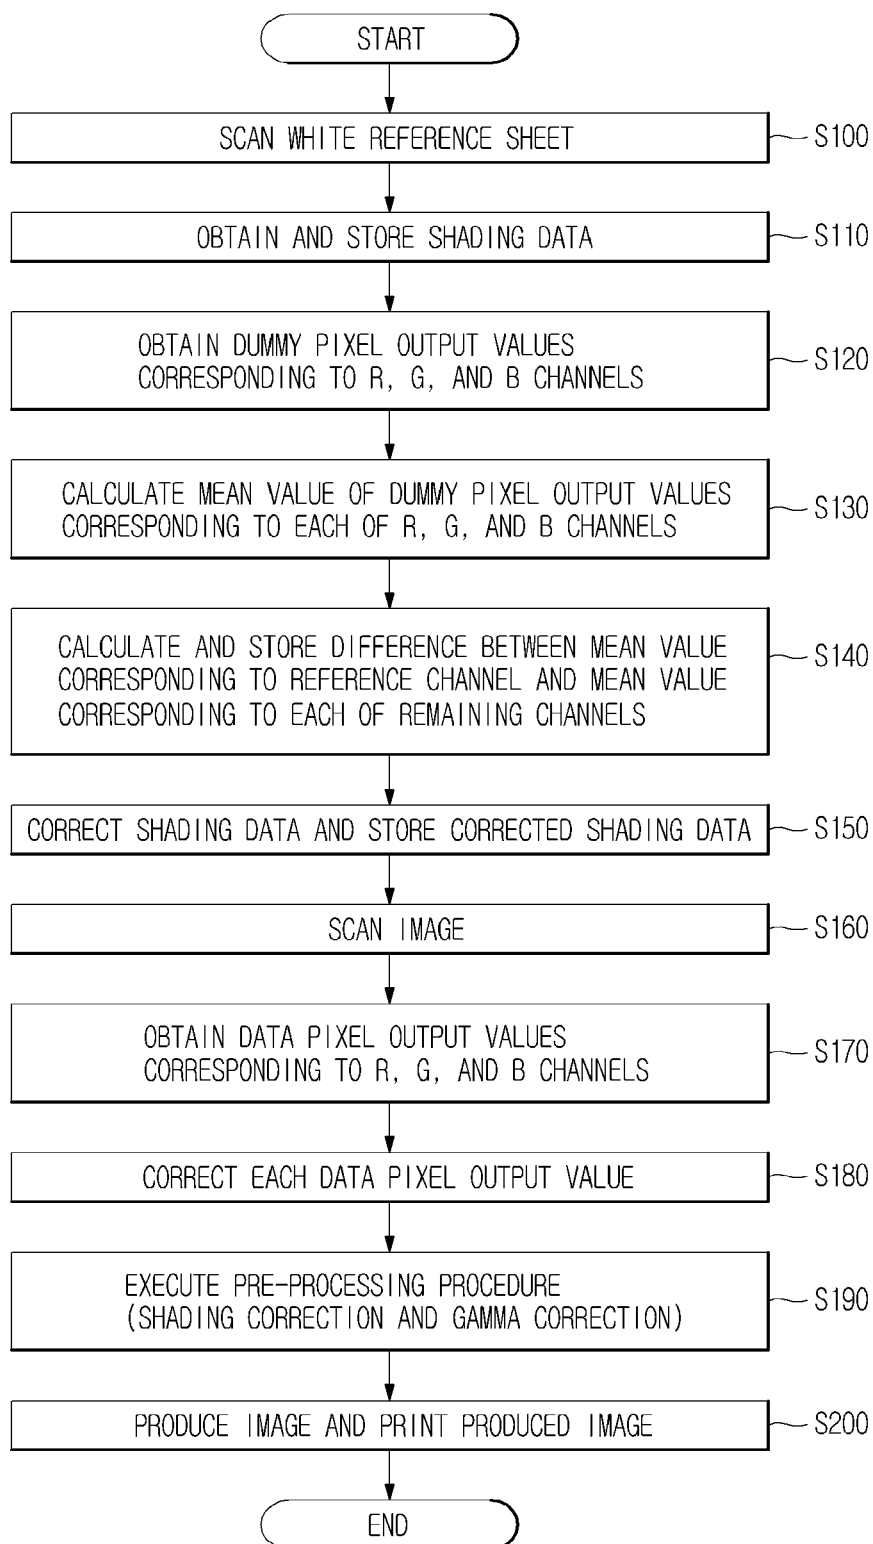 START
SCAN WHITE REFERENCE SHEET
S100
OBTAIN AND STORE SHADING DATA
S110
OBTAIN DUMMY PIXEL OUTPUT VALUES
CORRESPONDING TO R, G, AND B CHANNELS
S120
CALCULATE MEAN VALUE OF DUMMY PIXEL OUTPUT VALUES
CORRESPONDING TO EACH OF R, G, AND B CHANNELS
S130
CALCULATE AND STORE DIFFERENCE BETWEEN MEAN VALUE
CORRESPONDING TO REFERENCE CHANNEL AND MEAN VALUE
CORRESPONDING TO EACH OF REMAINING CHANNELS
S140
CORRECT SHADING DATA AND STORE CORRECTED SHADING DATA
S150
SCAN IMAGE
S160
OBTAIN DATA PIXEL OUTPUT VALUES
CORRESPONDING TO R, G, AND B CHANNELS
S170
CORRECT EACH DATA PIXEL OUTPUT VALUE
S180
EXECUTE PRE-PROCESSING PROCEDURE
(SHADING CORRECTION AND GAMMA CORRECTION)
S190
PRODUCE IMAGE AND PRINT PRODUCED IMAGE
S200
END